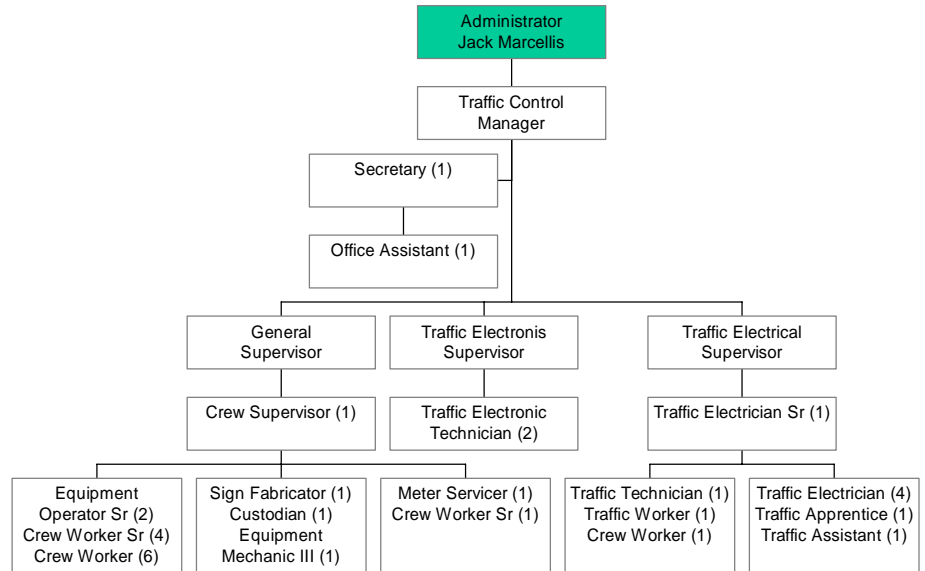 Administrator
Jack Marcellis
Traffic Control
Manager
Secretary (1)
Office Assistant (1)
General
Supervisor
Traffic Electronis
Supervisor
Traffic Electrical
Supervisor
Crew Supervisor (1)
Traffic Electronic
Technician (2)
Traffic Electrician Sr (1)
Equipment
Operator Sr (2)
Crew Worker Sr (4)
Crew Worker (6)
Sign Fabricator (1)
Custodian (1)
Equipment
Mechanic III (1)
Meter Servicer (1)
Crew Worker Sr (1)
Traffic Technician (1)
Traffic Worker (1)
Crew Worker (1)
Traffic Electrician (4)
Traffic Apprentice (1)
Traffic Assistant (1)